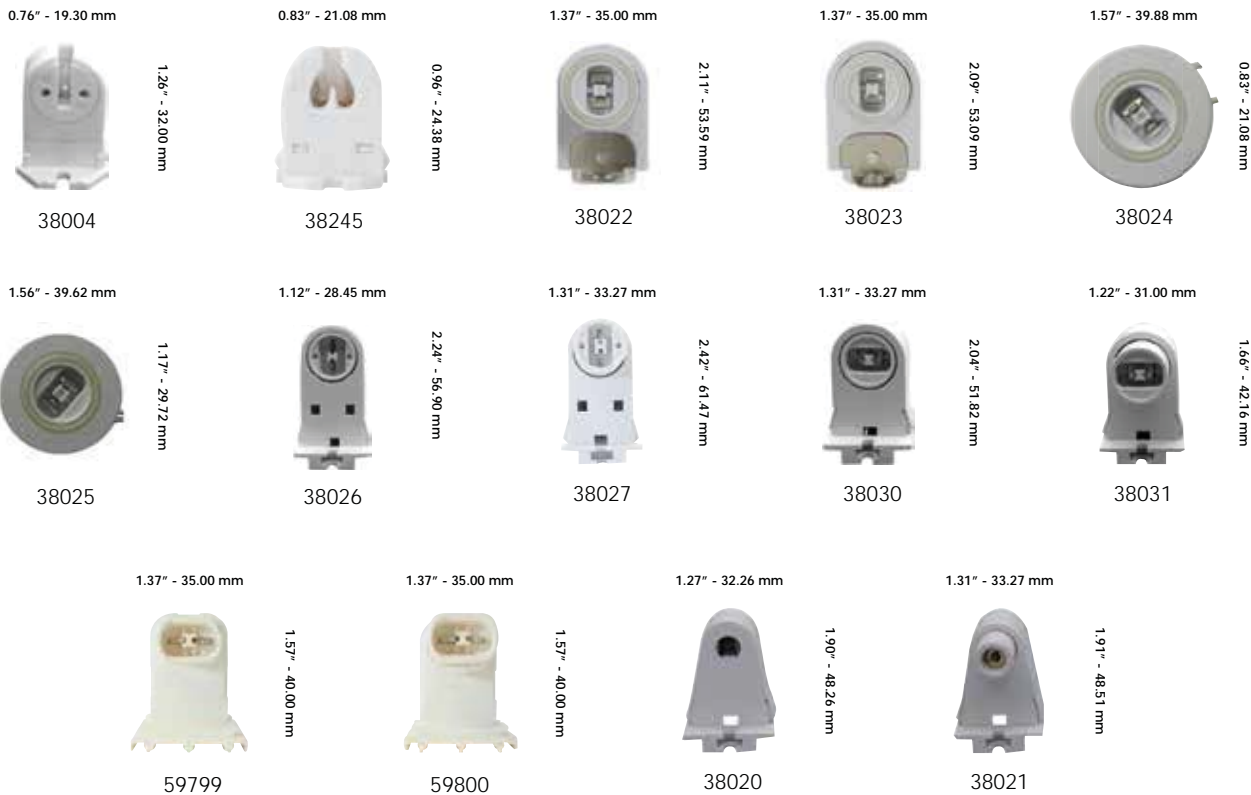 0.76" - 19.30 mm
1.26" - 32.00 mm
38004
0.83" - 21.08 mm
0.96" - 24.38 mm
38245
1.37" - 35.00 mm
2.11" - 53.59 mm
38022
1.37" - 35.00 mm
2.09" - 53.09 mm
38023
1.57" - 39.88 mm
0.83" - 21.08 mm
38024
1.56" - 39.62 mm
1.17" - 29.72 mm
38025
1.12" - 28.45 mm
2.24" - 56.90 mm
38026
1.31" - 33.27 mm
2.42" - 61.47 mm
38027
1.31" - 33.27 mm
2.04" - 51.82 mm
38030
1.22" - 31.00 mm
1.66" - 42.16 mm
38031
1.37" - 35.00 mm
1.57" - 40.00 mm
59799
1.37" - 35.00 mm
1.57" - 40.00 mm
59800
1.27" - 32.26 mm
1.90" - 48.26 mm
38020
1.31" - 33.27 mm
1.91" - 48.51 mm
38021